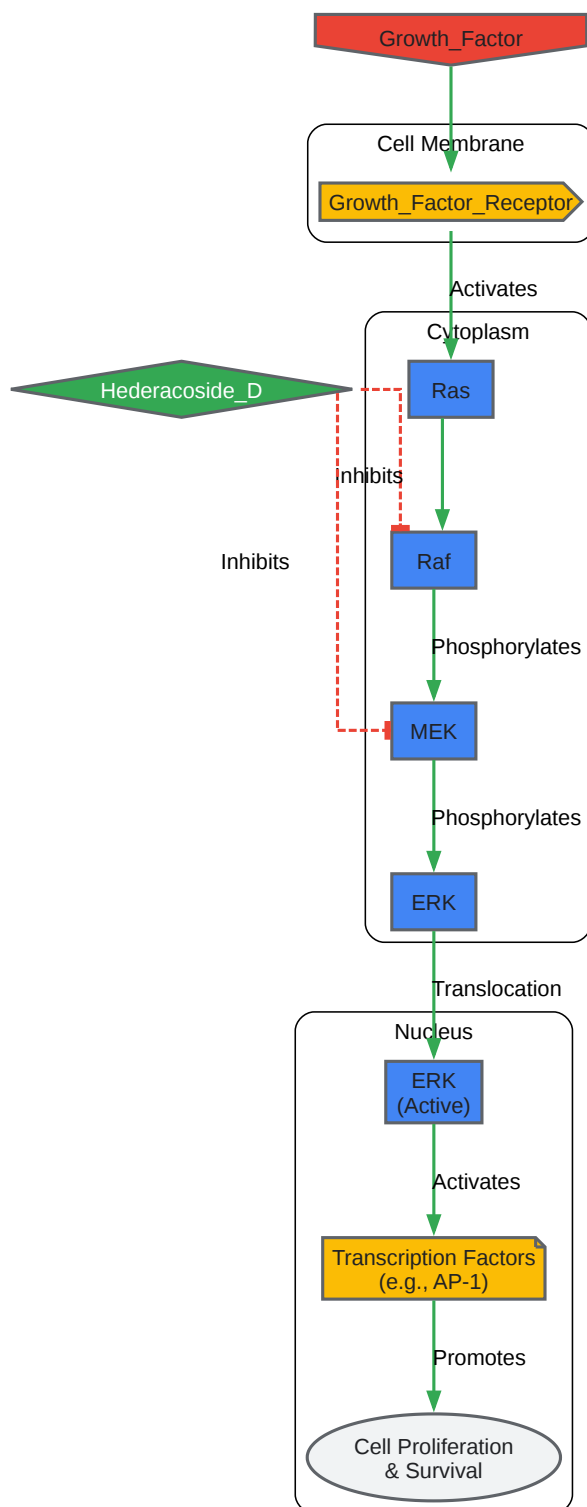 Growth_Factor
Cell Membrane
Growth_Factor_Receptor
Activates
Cytoplasm
Hederacoside_D
Ras
Inhibits
Raf
Inhibits
Phosphorylates
MEK
Phosphorylates
ERK
Translocation
Nucleus
ERK
(Active)
Activates
Transcription Factors
(e.g., AP-1)
Promotes
Cell Proliferation
& Survival